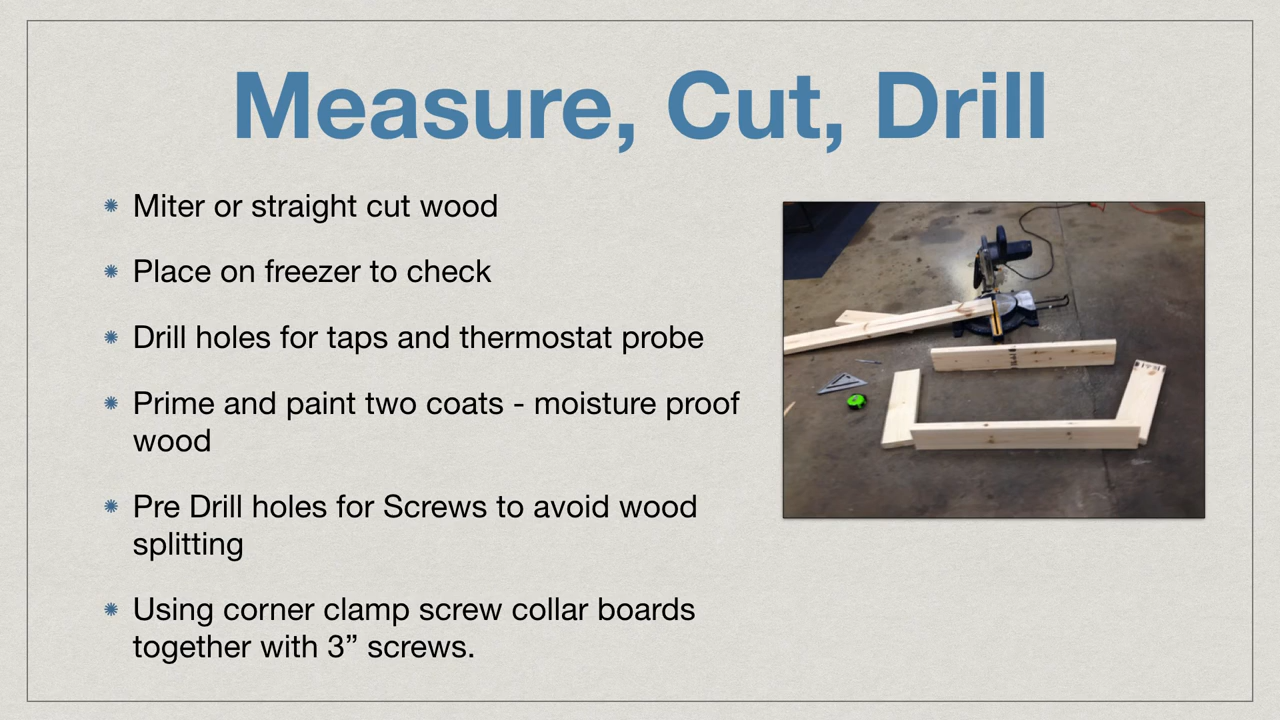 Measure, Cut, Drill
Miter or straight cut wood
Place on freezer to check
Drill holes for taps and thermostat probe
Prime and paint two coats - moisture proof
wood
Pre Drill holes for Screws to avoid wood
splitting
Using corner clamp screw collar boards
together with 3” screws.